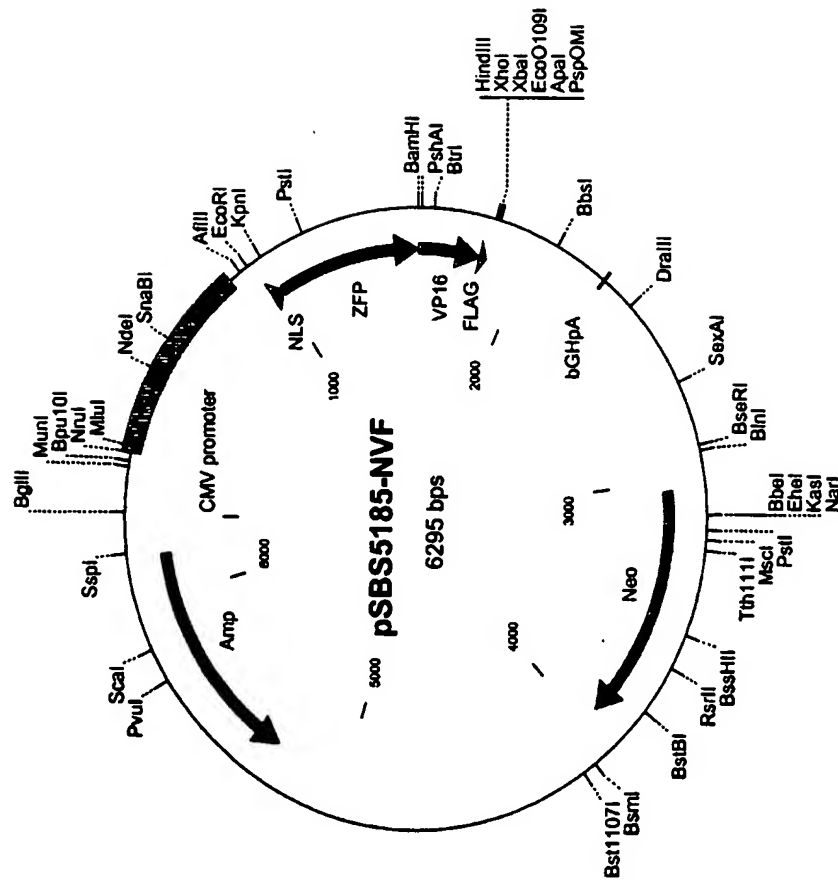 pSBS5185-NVF
6295 bps
BglII
MunI
Bpu10I
NruI
MluI
NdeI
SnaBI
AflII
EcoRI
KpnI
PstI
BamHI
PshAI
BtrI
HindIII
XhoI
XbaI
EcoO109I
ApaI
PspOMI
BbsI
DraIII
SexAI
BseRI
BlnI
BbeI
EheI
KasI
NarI
PstI
MscI
Tth111I
BssHII
RsrII
BstBI
BsmI
Bst1107I
PvuI
ScaI
SspI
CMV promoter
NLS
ZFP
VP16
FLAG
bGHpA
Neo
Amp
1000
2000
3000
4000
5000
6000